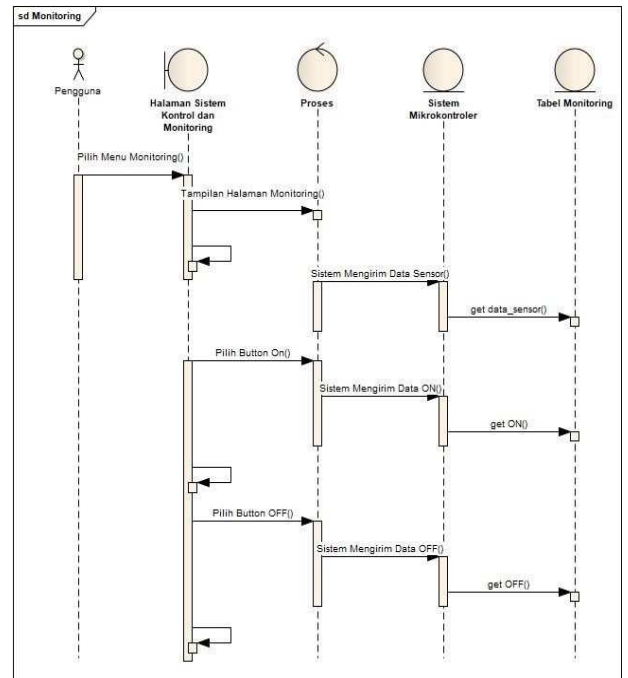 sd Monitoring
Pengguna
Halaman Sistem
Kontrol dan
Monitoring
Proses
Sistem
Mikrokontroler
Tabel Monitoring
Pilih Menu Monitoring()
Tampilan Halaman Monitoring()
Sistem Mengirim Data Sensor()
get data_sensor()
Pilih Button On()
Sistem Mengirim Data ON()
get ON()
Pilih Button OFF()
Sistem Mengirim Data OFF()
get OFF()